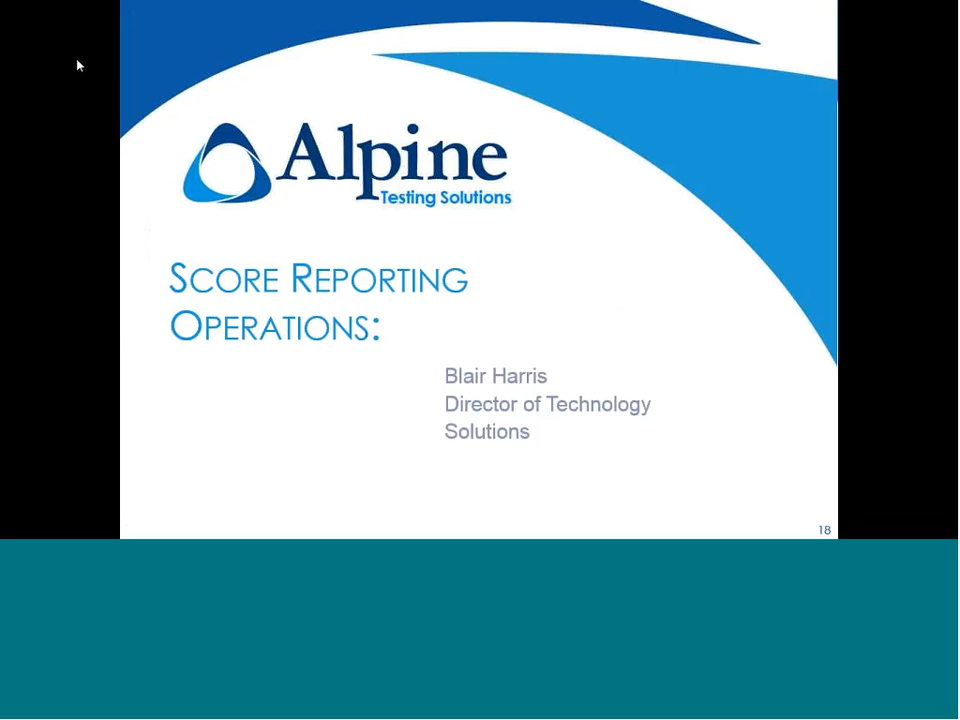 Alpine
Testing Solutions
SCORE REPORTING
OPERATIONS:
Blair Harris
Director of Technology
Solutions
18